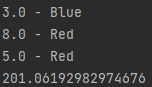 3.0 - Blue
8.0 - Red
5.0 - Red
201.06192982974676